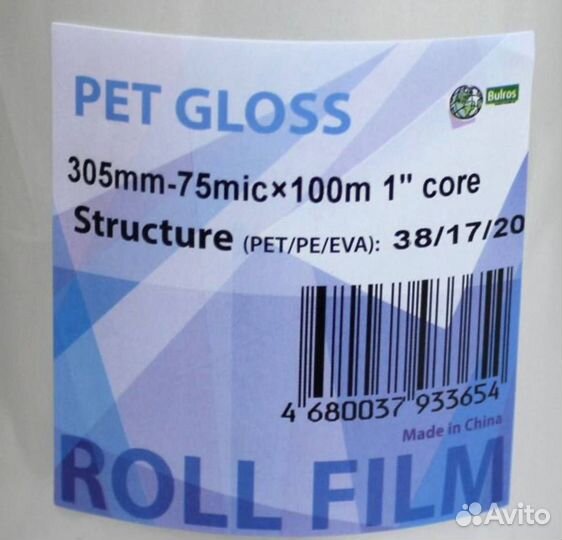 PET GLOSS
Bulros
305mm-75mic×100m 1" core
Structure (PET/PE/EVA): 38/17/20
4 680037 933654
Made in China
ROLL FILM
Avito